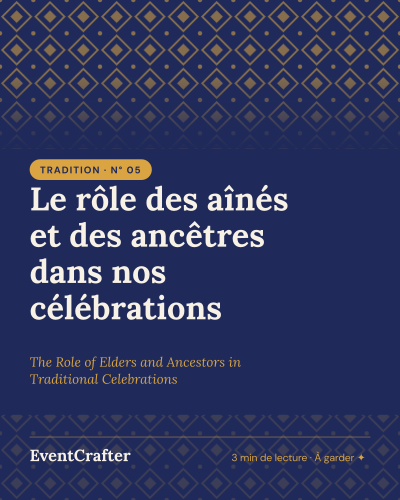 TRADITION · N° 05
Le rôle des aînés
et des ancêtres
dans nos
célébrations
The Role of Elders and Ancestors in
Traditional Celebrations
EventCrafter
3 min de lecture · À garder ✦